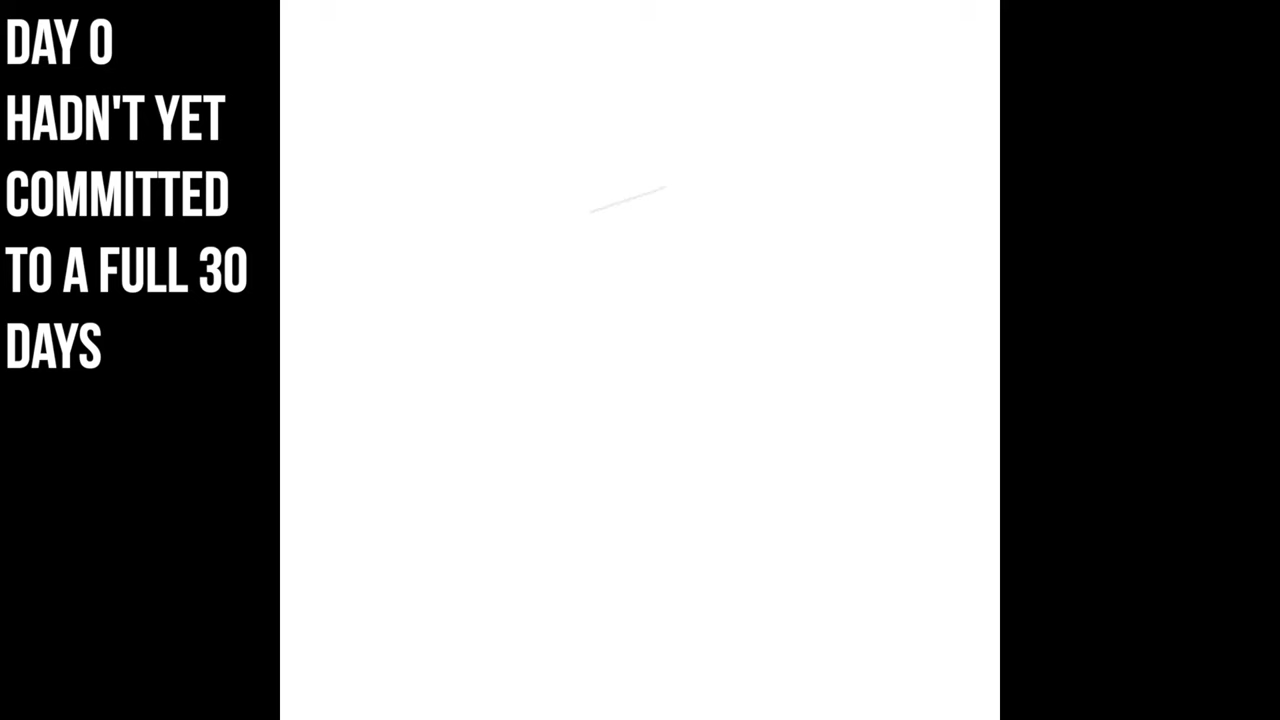 DAY 0
HADN'T YET
COMMITTED
TO A FULL 30
DAYS